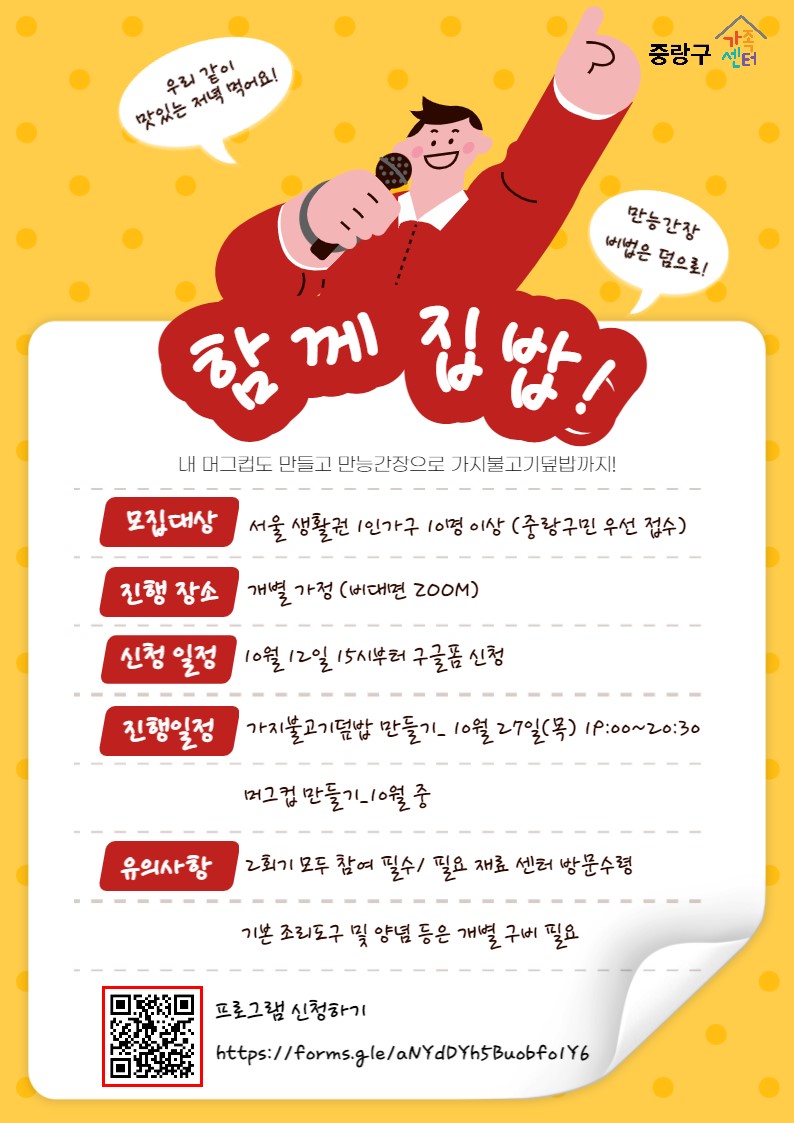 중랑구 가족센터
우리 같이
맛있는 저녁 먹어요!
만능간장
비법은 덤으로!
함께 집밥!
내 머그컵도 만들고 만능간장으로 가지불고기덮밥까지!
모집대상 서울 생활권 1인가구 10명 이상 (중랑구민 우선 접수)
진행 장소 개별 가정 (비대면 ZOOM)
신청 일정 10월 12일 15시부터 구글폼 신청
진행일정 가지불고기덮밥 만들기_ 10월 27일(목) 19:00~20:30
머그컵 만들기_10월 중
유의사항 2회기 모두 참여 필수/ 필요 재료 센터 방문수령
기본 조리도구 및 양념 등은 개별 구비 필요
프로그램 신청하기
https://forms.gle/aNYdDYh5Buobfo1Y6